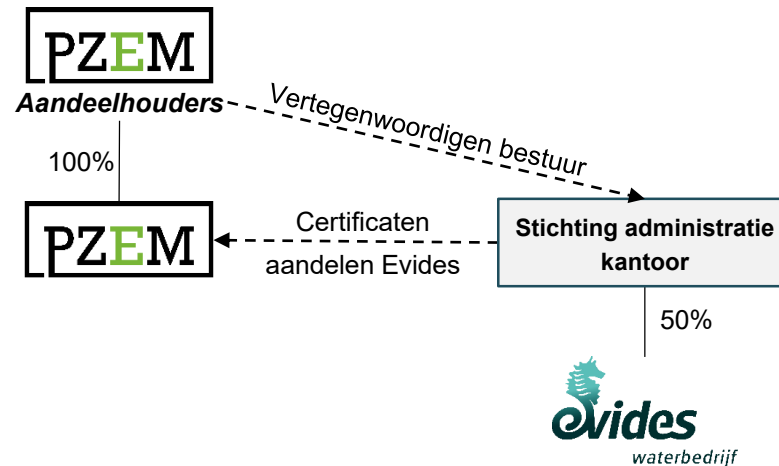 PZEM
Aandeelhouders
Vertegenwoordigen bestuur
100%
PZEM
Certificaten
aandelen Evides
Stichting administratie
kantoor
50%
evides
waterbedrijf